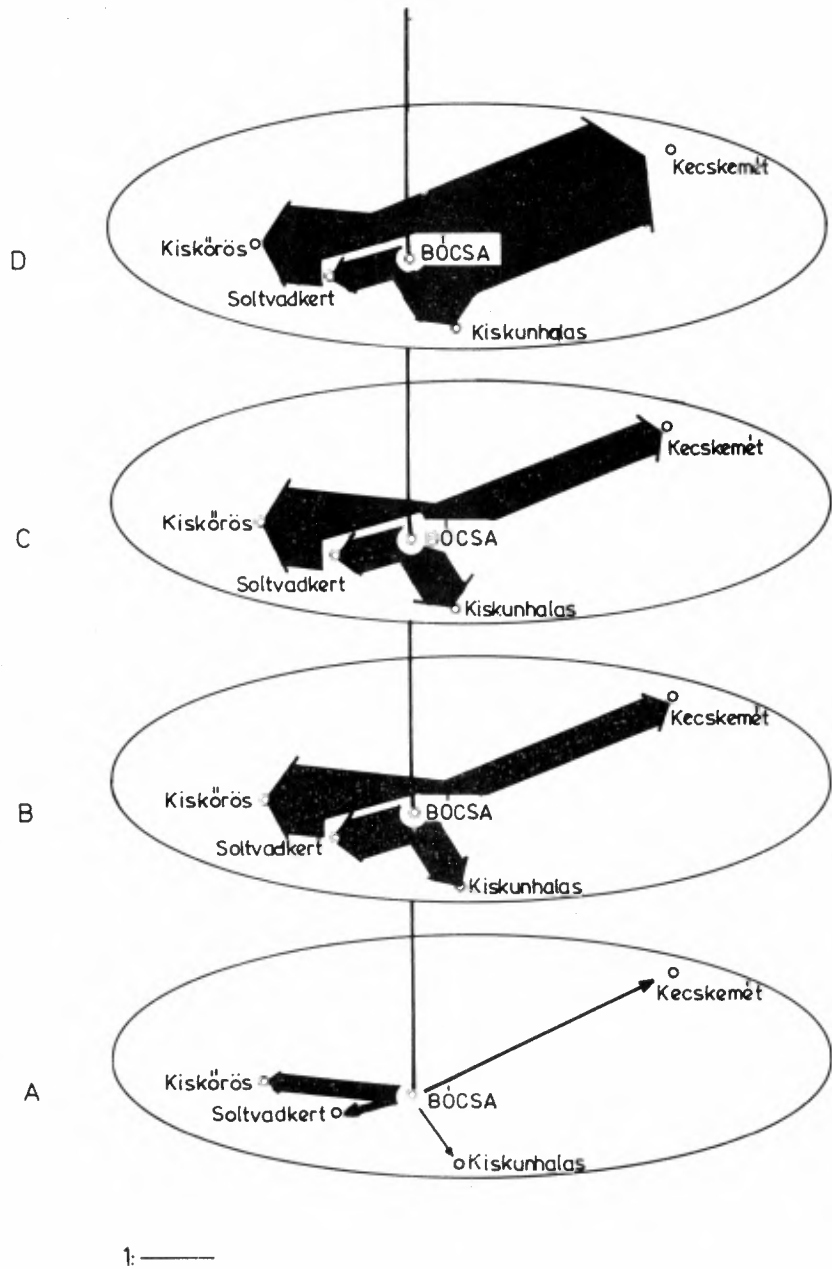 D
Kecskemét
Kiskőrös
BÓCSA
Soltvadkert
Kiskunhalas
C
Kecskemét
Kiskőrös
BÓCSA
Soltvadkert
Kiskunhalas
B
Kecskemét
Kiskőrös
BÓCSA
Soltvadkert
Kiskunhalas
A
Kecskemét
Kiskőrös
BÓCSA
Soltvadkert
Kiskunhalas
1: